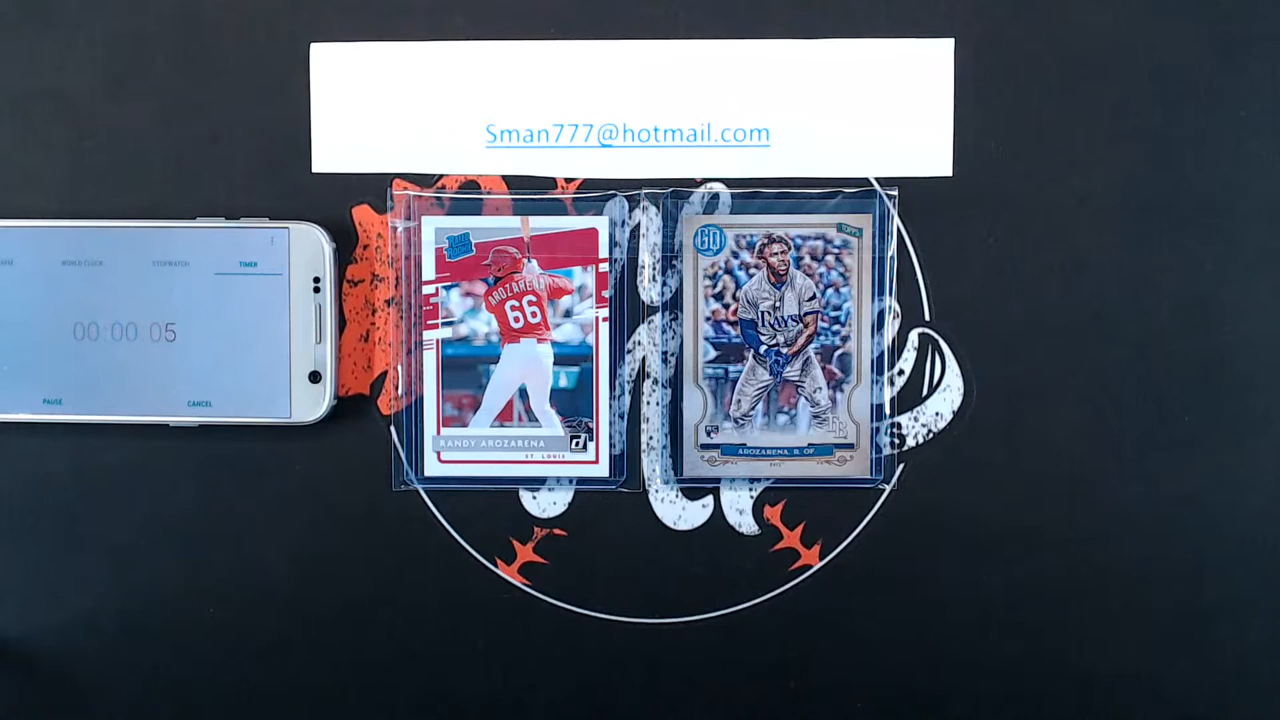 Sman777@hotmail.com
WORLD CLOCK
STOPWATCH
TIMER
00:00 05
PAUSE
CANCEL
RATED ROOKIE
AROZARENA
66
RANDY AROZARENA
d
ST. LOUIS
GQ
TOPPS
RAYS
TB
RC
AROZARENA, R. OF.